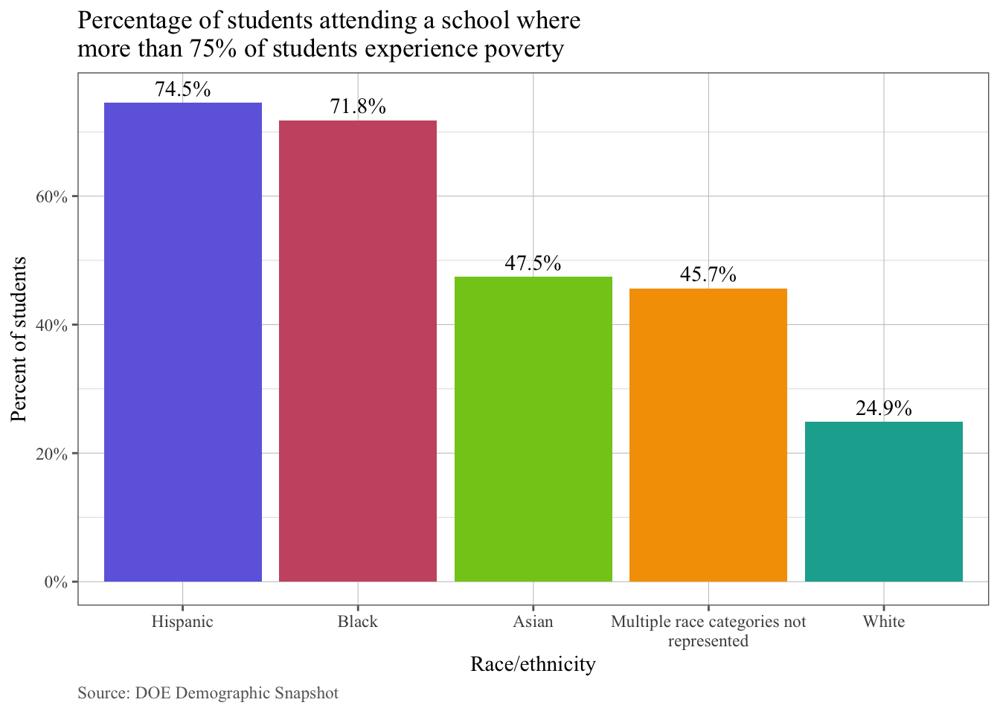 Percentage of students attending a school where
more than 75% of students experience poverty
74.5%
71.8%
47.5%
45.7%
24.9%
60%
40%
20%
0%
Percent of students
Hispanic
Black
Asian
Multiple race categories not
represented
White
Race/ethnicity
Source: DOE Demographic Snapshot